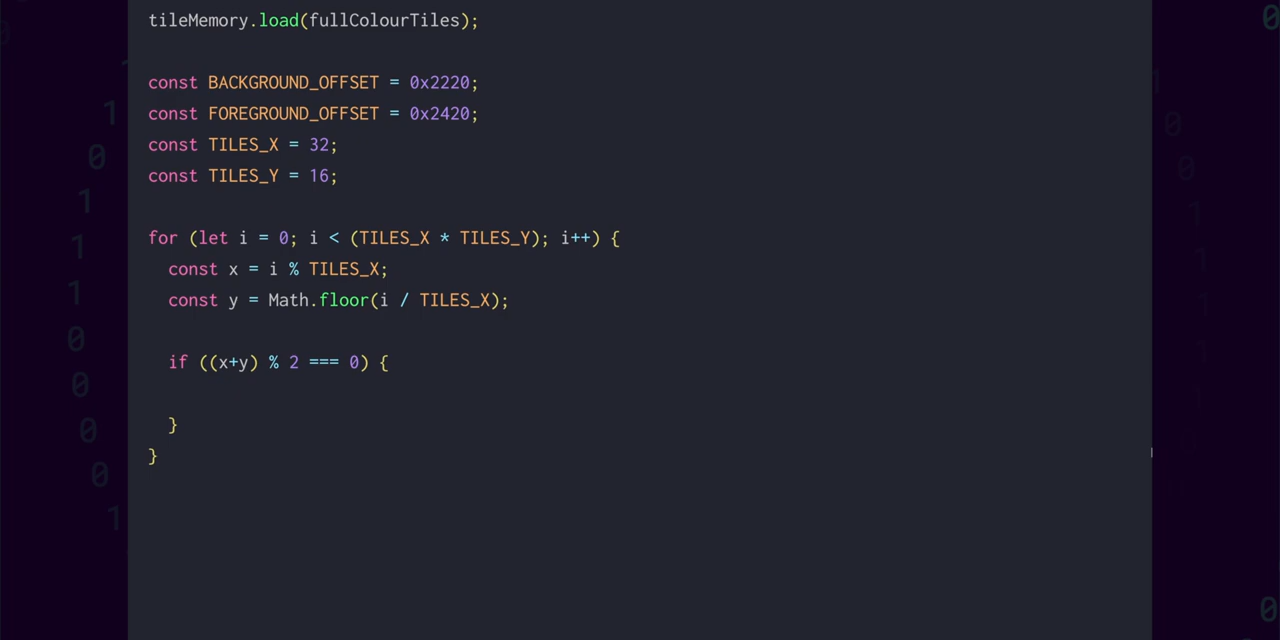 tileMemory.load(fullColourTiles);
const BACKGROUND_OFFSET = 0x2220;
const FOREGROUND_OFFSET = 0x2420;
const TILES_X = 32;
const TILES_Y = 16;
for (let i = 0; i < (TILES_X * TILES_Y); i++) {
const x = i % TILES_X;
const y = Math.floor(i / TILES_X);
if ((x+y) % 2 === 0) {
}
}